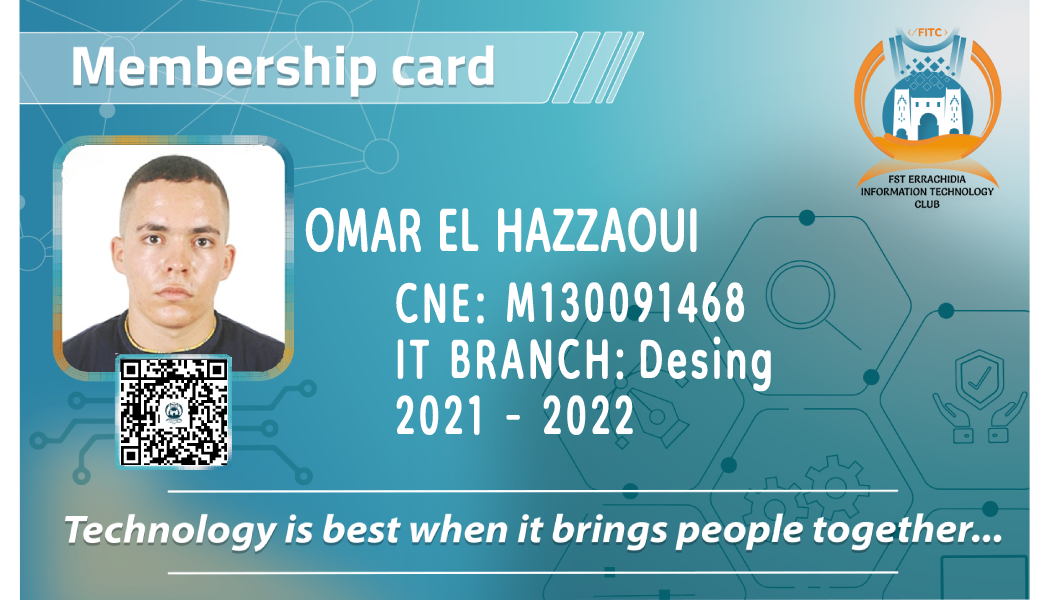 Membership card
</FITC>
FST ERRACHIDIA
INFORMATION TECHNOLOGY
CLUB
OMAR EL HAZZAOUI
CNE: M130091468
IT BRANCH: Desing
2021 - 2022
Technology is best when it brings people together...